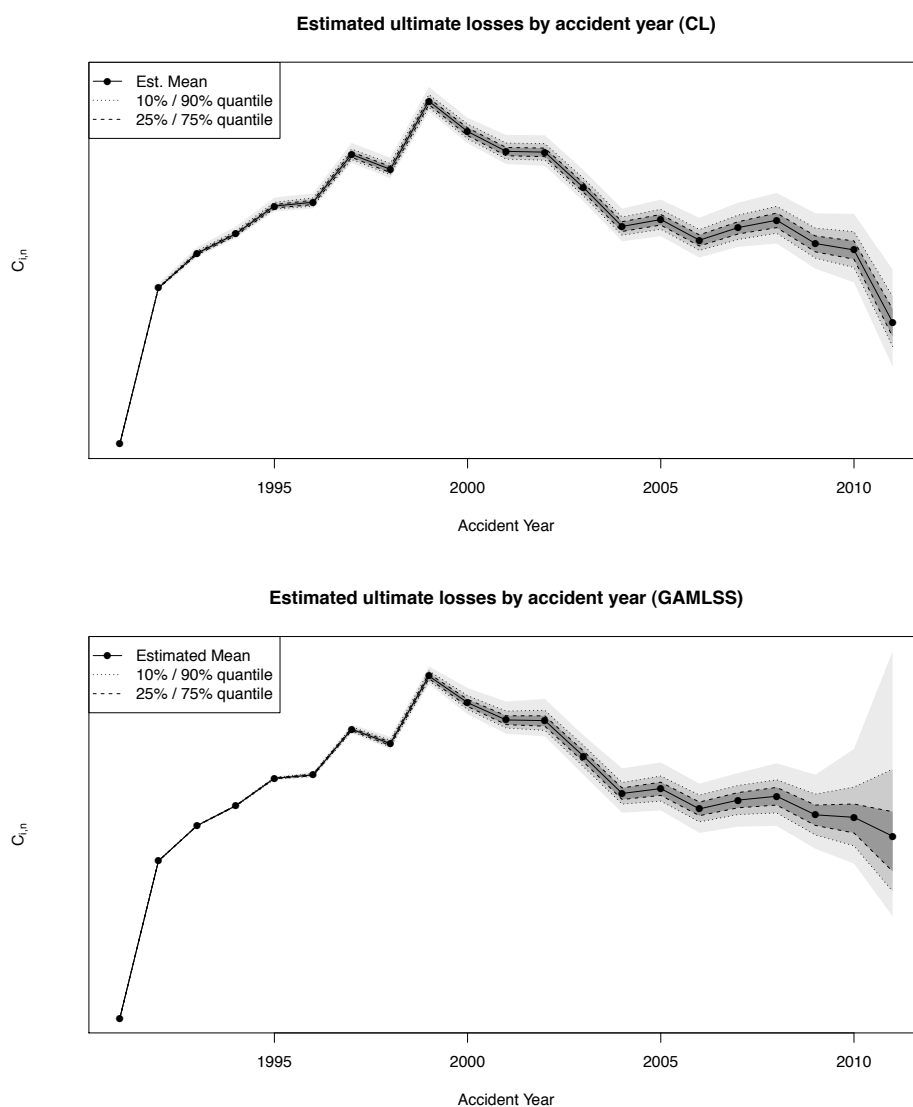 Estimated ultimate losses by accident year (CL)
Est. Mean
10% / 90% quantile
25% / 75% quantile
C_{i,n}
1995 2000 2005 2010
Accident Year
Estimated ultimate losses by accident year (GAMLSS)
Estimated Mean
10% / 90% quantile
25% / 75% quantile
C_{i,n}
1995 2000 2005 2010
Accident Year